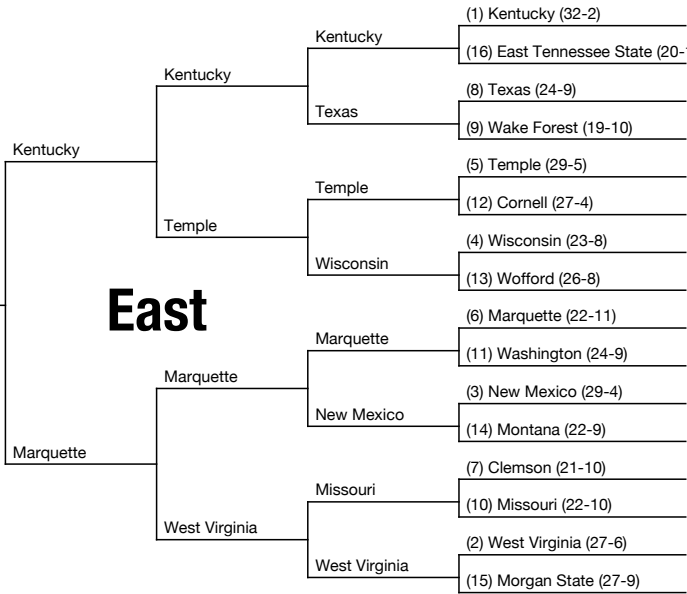 (1) Kentucky (32-2)
Kentucky
(16) East Tennessee State (20-
Kentucky
(8) Texas (24-9)
Texas
(9) Wake Forest (19-10)
Kentucky
(5) Temple (29-5)
Temple
(12) Cornell (27-4)
Temple
(4) Wisconsin (23-8)
Wisconsin
(13) Wofford (26-8)
East
(6) Marquette (22-11)
Marquette
(11) Washington (24-9)
Marquette
(3) New Mexico (29-4)
New Mexico
(14) Montana (22-9)
Marquette
(7) Clemson (21-10)
Missouri
(10) Missouri (22-10)
West Virginia
(2) West Virginia (27-6)
West Virginia
(15) Morgan State (27-9)